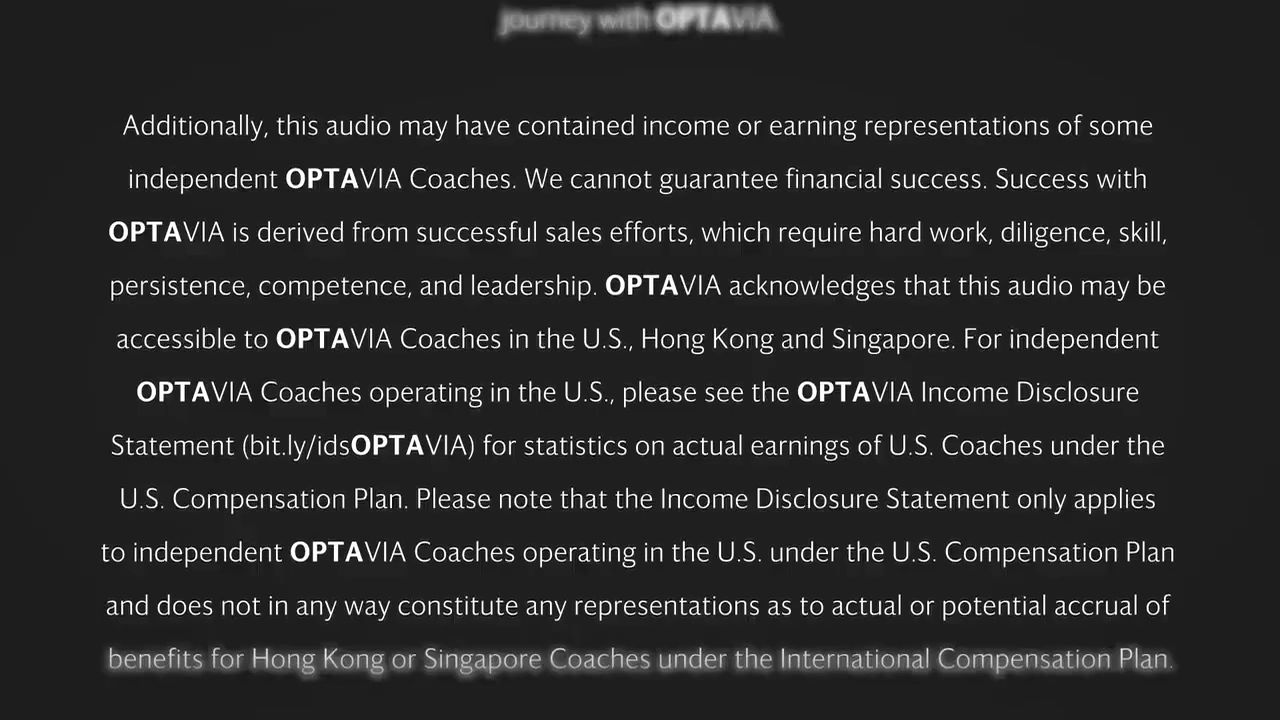 journey with OPTAVIA.
Additionally, this audio may have contained income or earning representations of some
independent OPTAVIA Coaches. We cannot guarantee financial success. Success with
OPTAVIA is derived from successful sales efforts, which require hard work, diligence, skill,
persistence, competence, and leadership. OPTAVIA acknowledges that this audio may be
accessible to OPTAVIA Coaches in the U.S., Hong Kong and Singapore. For independent
OPTAVIA Coaches operating in the U.S., please see the OPTAVIA Income Disclosure
Statement (bit.ly/idsOPTAVIA) for statistics on actual earnings of U.S. Coaches under the
U.S. Compensation Plan. Please note that the Income Disclosure Statement only applies
to independent OPTAVIA Coaches operating in the U.S. under the U.S. Compensation Plan
and does not in any way constitute any representations as to actual or potential accrual of
benefits for Hong Kong or Singapore Coaches under the International Compensation Plan.